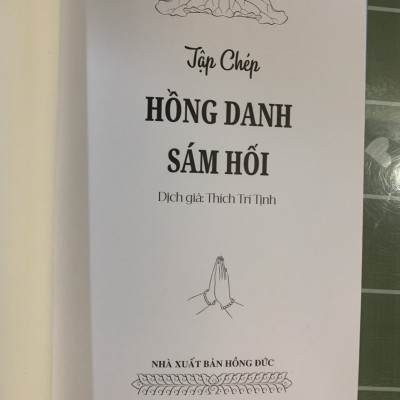 Tập Chép
HỒNG DANH
SÁM HỐI
Dịch giả: Thích Trí Tịnh
NHÀ XUẤT BẢN HỒNG ĐỨC